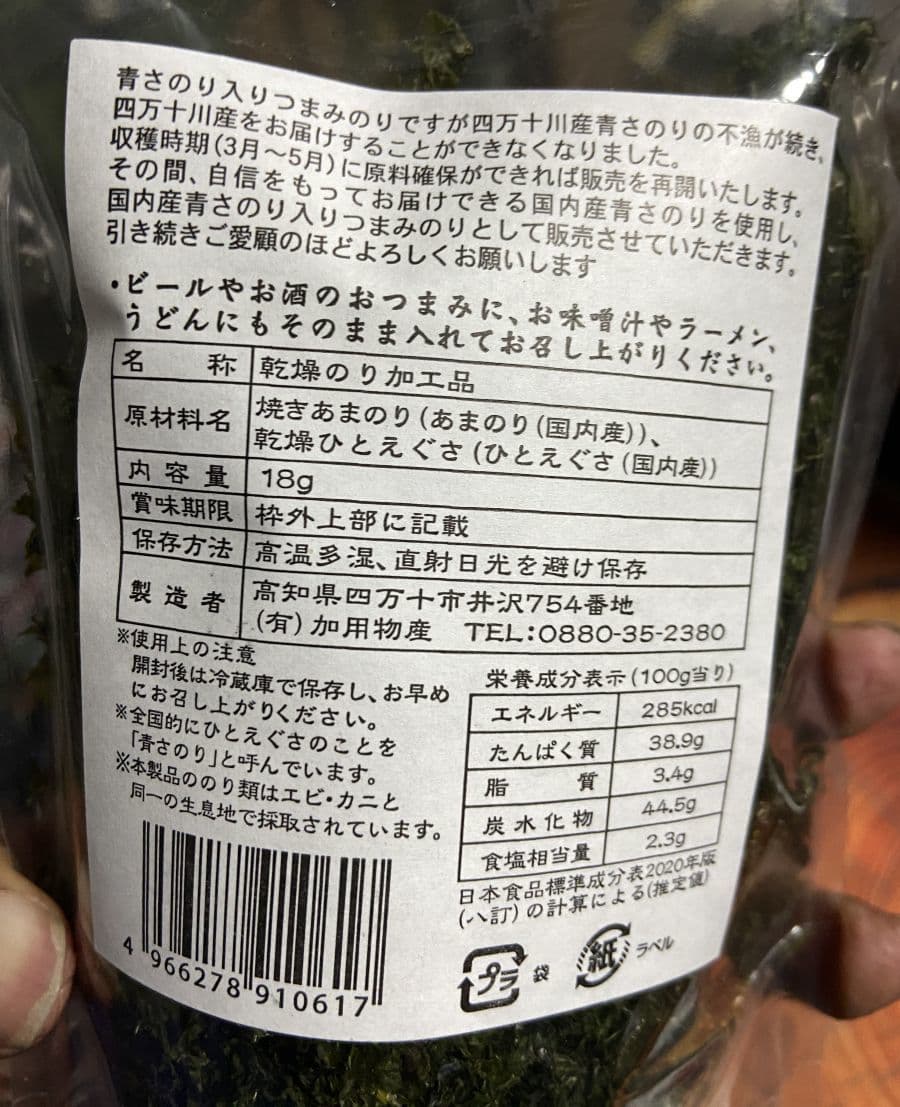 青さのり入りつまみのりですが四万十川産青さのりの不漁が続き、
四万十川産をお届けすることができなくなりました。
収穫時期(3月〜5月)に原料確保ができれば販売を再開いたします。
その間、自信をもってお届けできる国内産青さのりを使用し、
国内産青さのり入りつまみのりとして販売させていただきます。
引き続きご愛顧のほどよろしくお願いします
・ビールやお酒のおつまみに、お味噌汁やラーメン、
うどんにもそのまま入れてお召し上がりください。
名称 乾燥のり加工品
原材料名 焼きあまのり(あまのり(国内産))、
乾燥ひとえぐさ(ひとえぐさ(国内産))
内容量 18g
賞味期限 枠外上部に記載
保存方法 高温多湿、直射日光を避け保存
製造者 高知県四万十市井沢754番地
(有)加用物産 TEL:0880-35-2380
※使用上の注意
開封後は冷蔵庫で保存し、お早め
にお召し上がりください。
※全国的にひとえぐさのことを
「青さのり」と呼んでいます。
※本製品ののり類はエビ・カニと
同一の生息地で採取されています。
栄養成分表示(100g当り)
エネルギー 285kcal
たんぱく質 38.9g
脂質 3.4g
炭水化物 44.5g
食塩相当量 2.3g
日本食品標準成分表2020年版
(八訂)の計算による(推定値)
4 966278 910617
プラ 袋 紙 ラベル